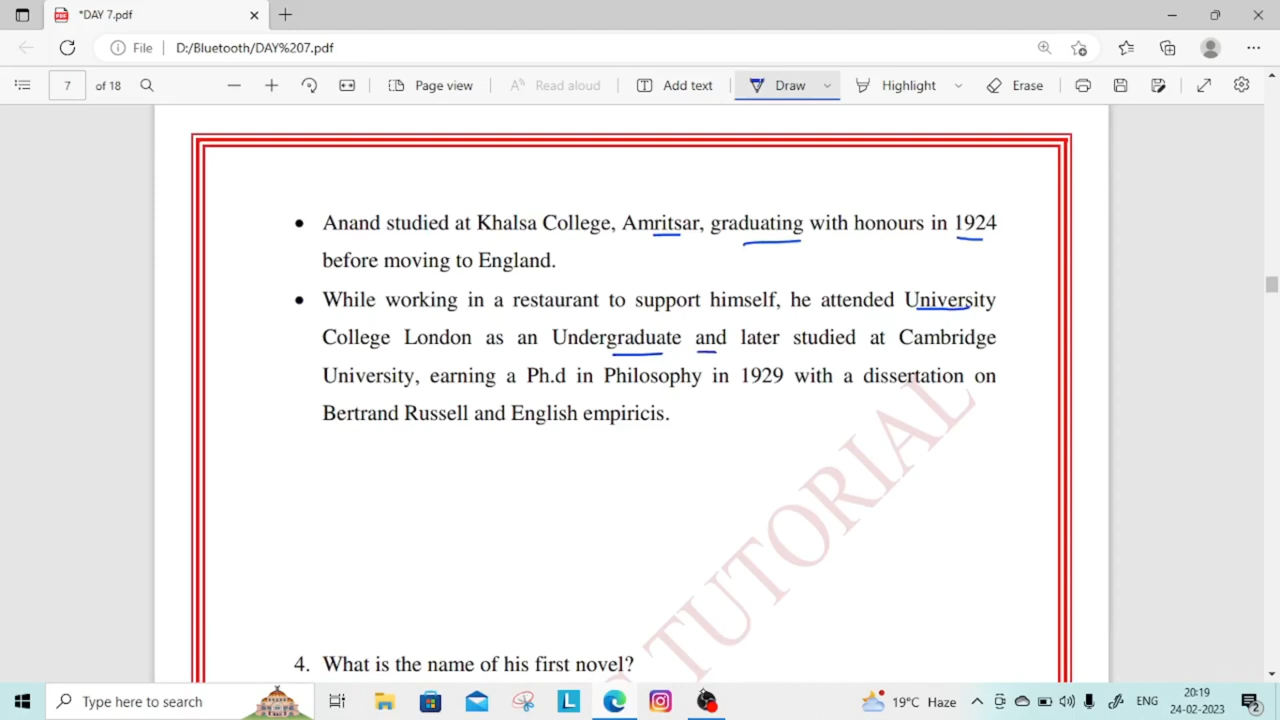 *DAY 7.pdf
File D:/Bluetooth/DAY%207.pdf
7 of 18 Page view Read aloud Add text Draw Highlight Erase
• Anand studied at Khalsa College, Amritsar, graduating with honours in 1924
before moving to England.
• While working in a restaurant to support himself, he attended University
College London as an Undergraduate and later studied at Cambridge
University, earning a Ph.d in Philosophy in 1929 with a dissertation on
Bertrand Russell and English empiricis.
TUTORIAL
4. What is the name of his first novel?
Type here to search
L
19°C Haze
ENG
20:19
24-02-2023
2